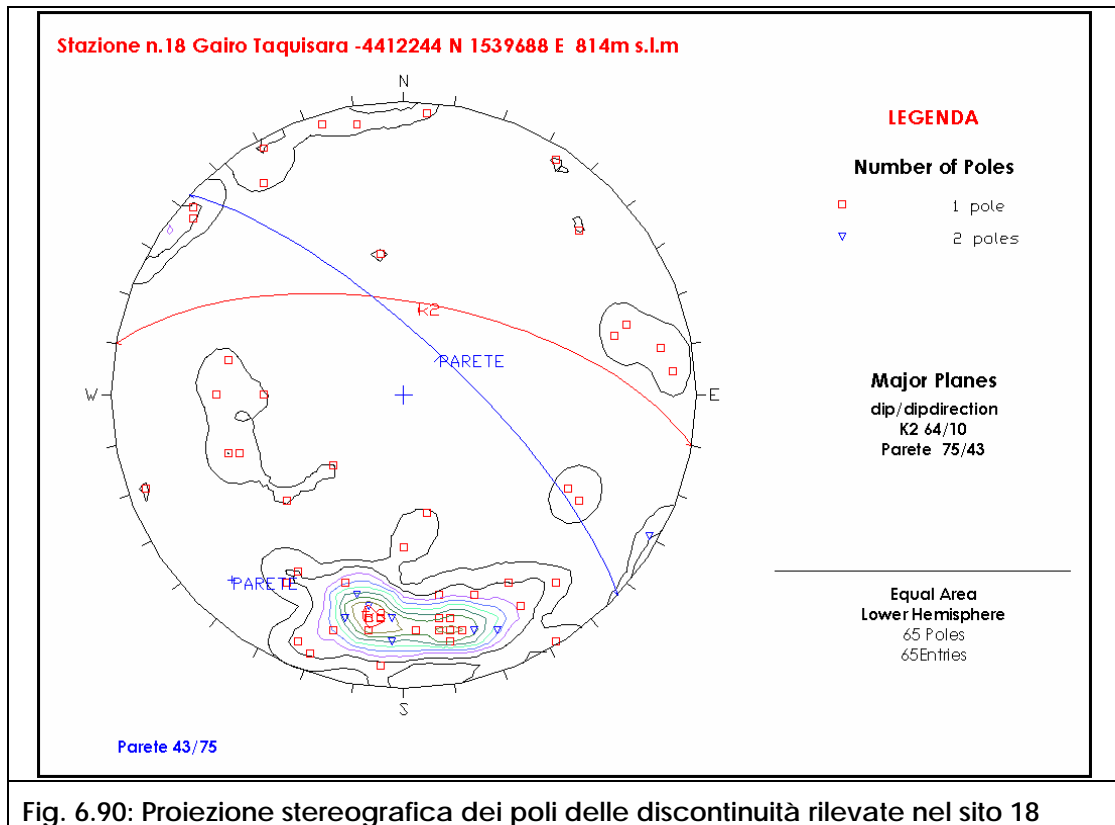 Stazione n.18 Gairo Taquisara -4412244 N 1539688 E 814m s.l.m
N
LEGENDA
Number of Poles
1 pole
2 poles
K2
PARETE
W
E
Major Planes
dip/dipdirection
K2 64/10
Parete 75/43
PARETE
S
Equal Area
Lower Hemisphere
65 Poles
65Entries
Parete 43/75
Fig. 6.90: Proiezione stereografica dei poli delle discontinuità rilevate nel sito 18